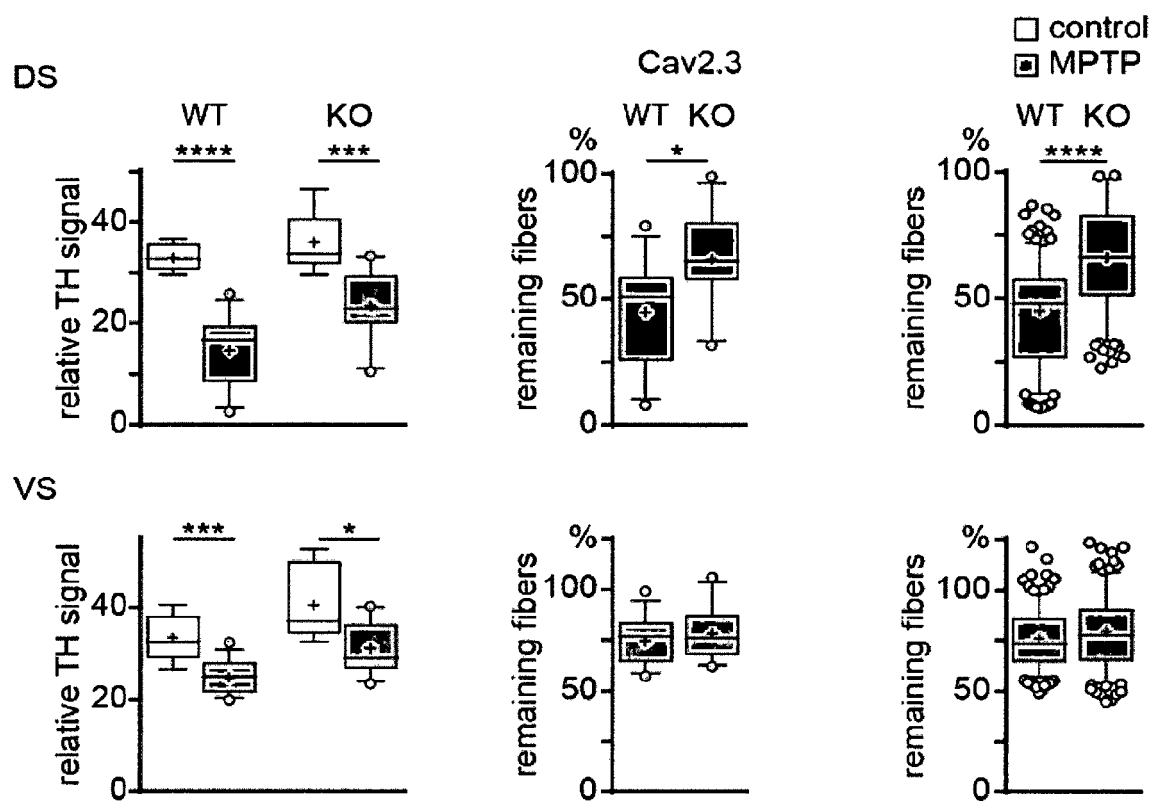 control
MPTP
DS
Cav2.3
WT KO
WT KO
WT KO
**** *** * ****
% %
relative TH signal
40
20
0
remaining fibers
100
50
0
remaining fibers
100
50
0
VS
*** *
% %
relative TH signal
40
20
0
remaining fibers
100
50
0
remaining fibers
100
50
0